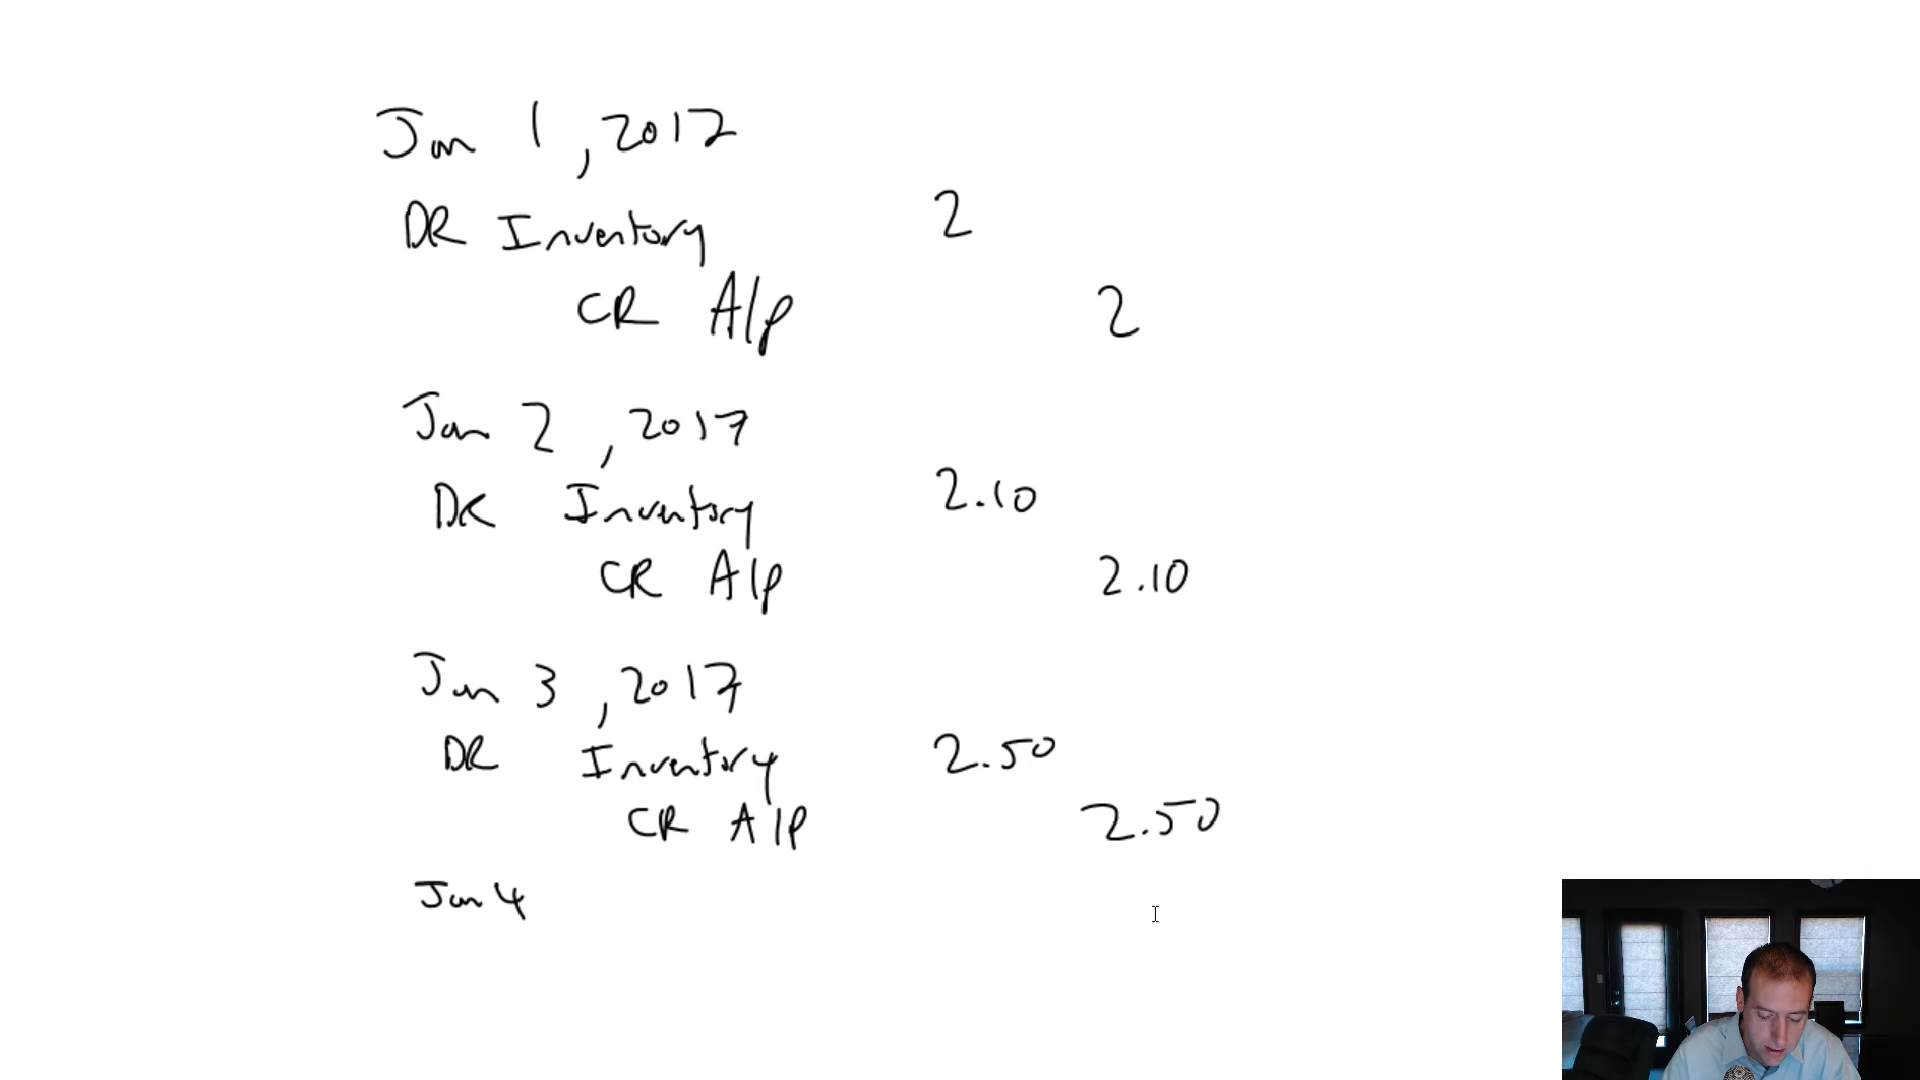 Jan 1, 2017
DR Inventory 2
CR A/p 2
Jan 2, 2017
DR Inventory 2.10
CR A/p 2.10
Jan 3, 2017
DR Inventory 2.50
CR A/p 2.50
Jan 4